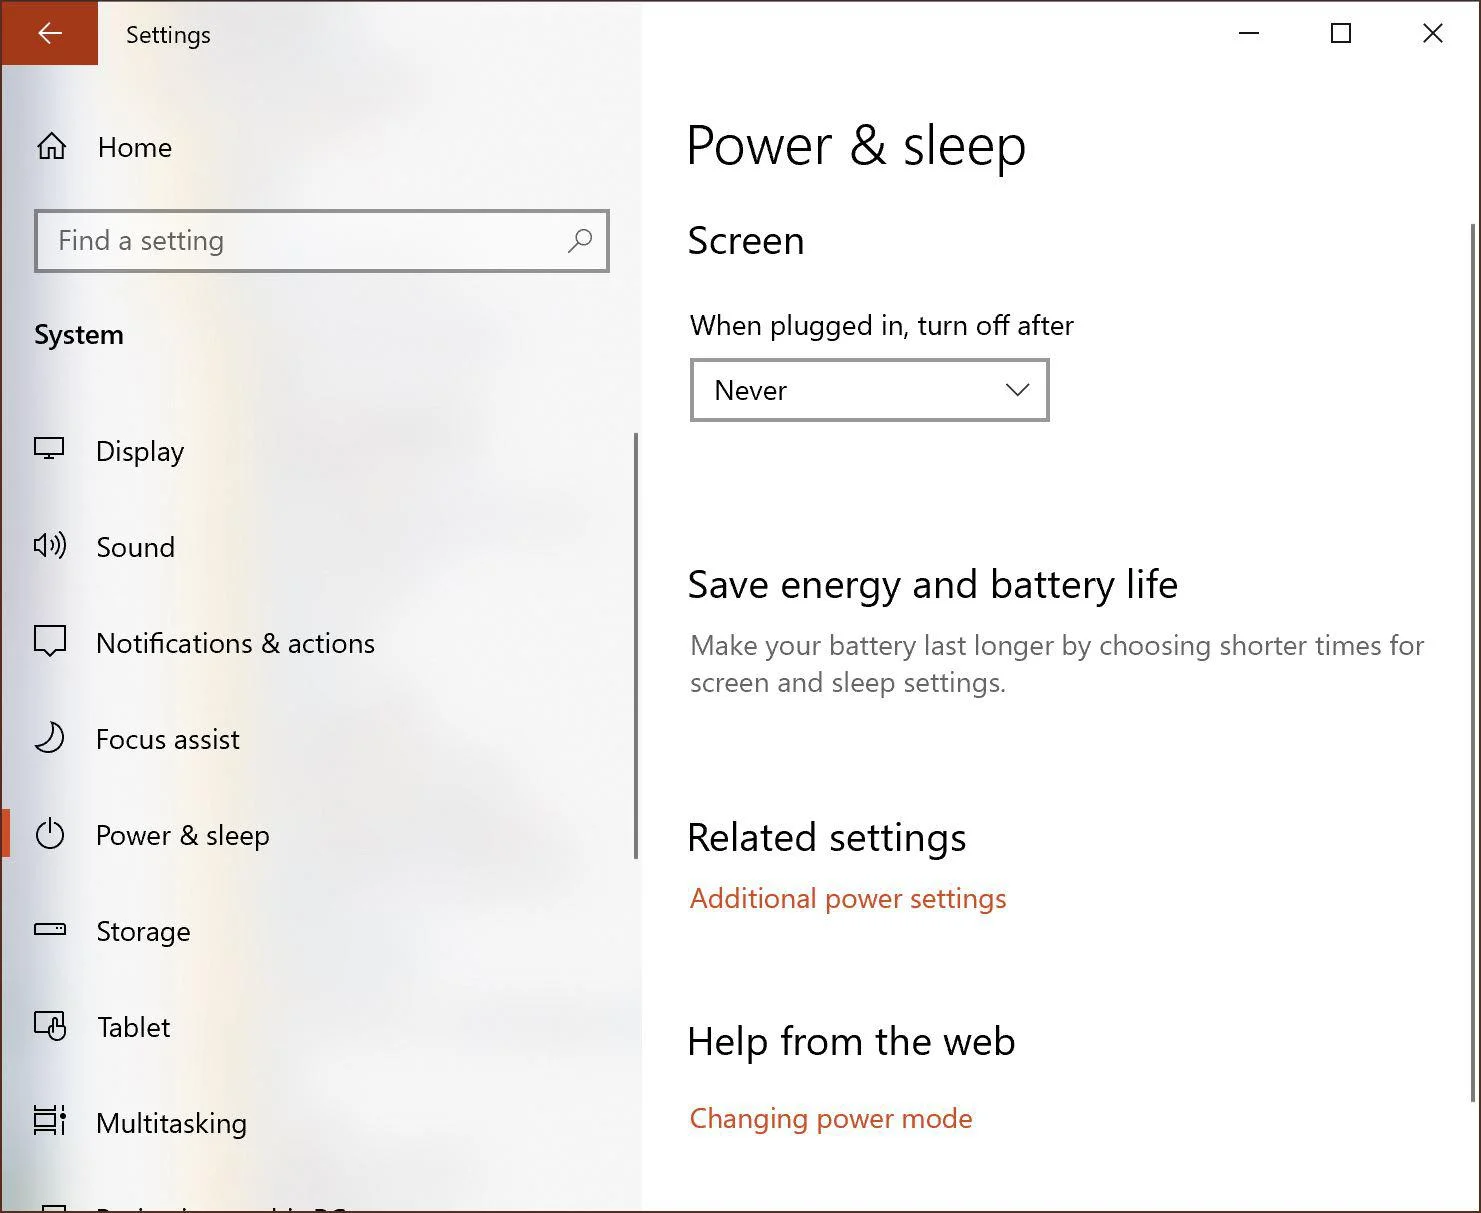 Settings
Home
Find a setting
System
Display
Sound
Notifications & actions
Focus assist
Power & sleep
Storage
Tablet
Multitasking
Power & sleep
Screen
When plugged in, turn off after
Never
Save energy and battery life
Make your battery last longer by choosing shorter times for
screen and sleep settings.
Related settings
Additional power settings
Help from the web
Changing power mode